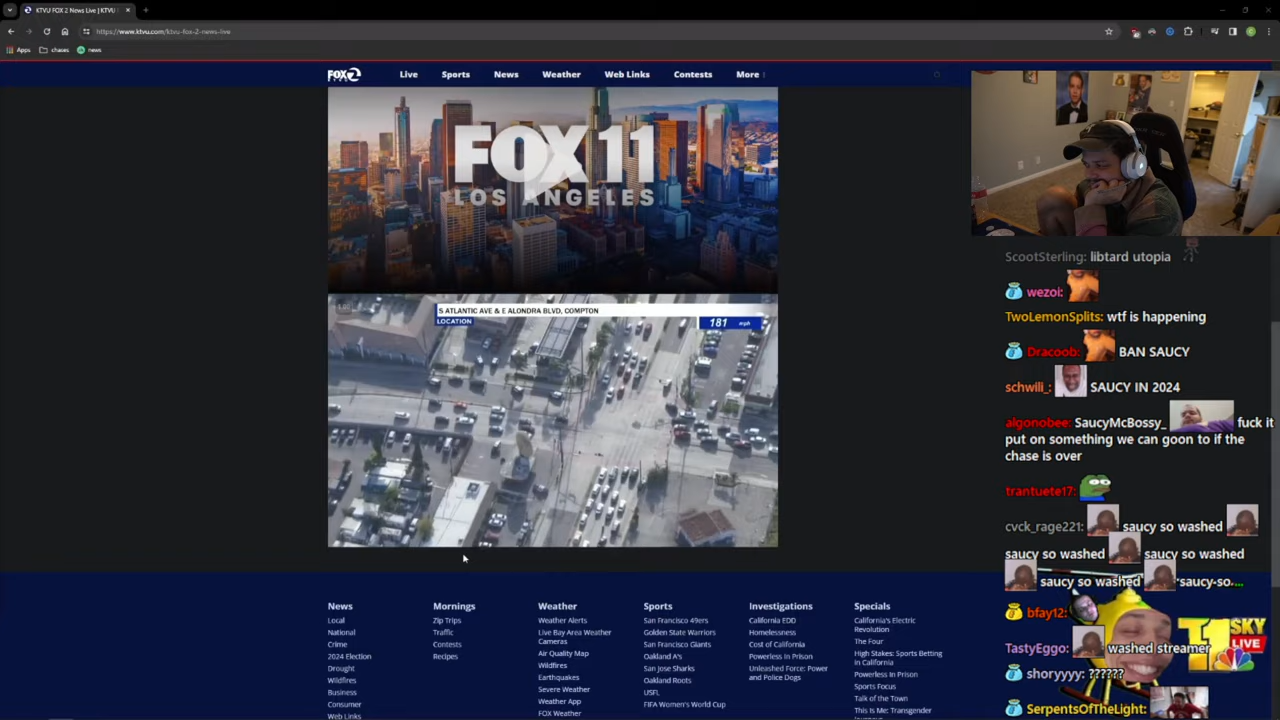 KTVU FOX 2 News Live | KTVU
https://www.ktvu.com/ktvu-fox-2-news-live
Apps
chases
news
FOX 2
Live
Sports
News
Weather
Web Links
Contests
More
FOX 11
LOS ANGELES
S ATLANTIC AVE & E ALONDRA BLVD, COMPTON
LOCATION
181 mph
ScootSterling: libtard utopia
wezoi:
TwoLemonSplits: wtf is happening
Dracoob: BAN SAUCY
schwili_: SAUCY IN 2024
algonobee: SaucyMcBossy_ fuck it
put on something we can goon to if the
chase is over
trantuete17:
cvck_rage221: saucy so washed
saucy so washed saucy so washed
saucy so washed saucy-so...
bfay12:
TastyEggo: washed streamer
shoryyyy: ??????
SerpentsOfTheLight:
LIVE
News
Local
National
Crime
2024 Election
Drought
Wildfires
Business
Consumer
Web Links
Mornings
Zip Trips
Traffic
Contests
Recipes
Weather
Weather Alerts
Live Bay Area Weather
Cameras
Air Quality Map
Wildfires
Earthquakes
Severe Weather
Weather App
FOX Weather
Sports
San Francisco 49ers
Golden State Warriors
San Francisco Giants
Oakland A's
San Jose Sharks
Oakland Roots
USFL
FIFA Women's World Cup
Investigations
California EDD
Homelessness
Cost of California
Powerless In Prison
Unleashed Force: Power
and Police Dogs
Specials
California's Electric
Revolution
The Four
High Stakes: Sports Betting
in California
Powerless In Prison
Sports Focus
Talk of the Town
This Is Me: Transgender